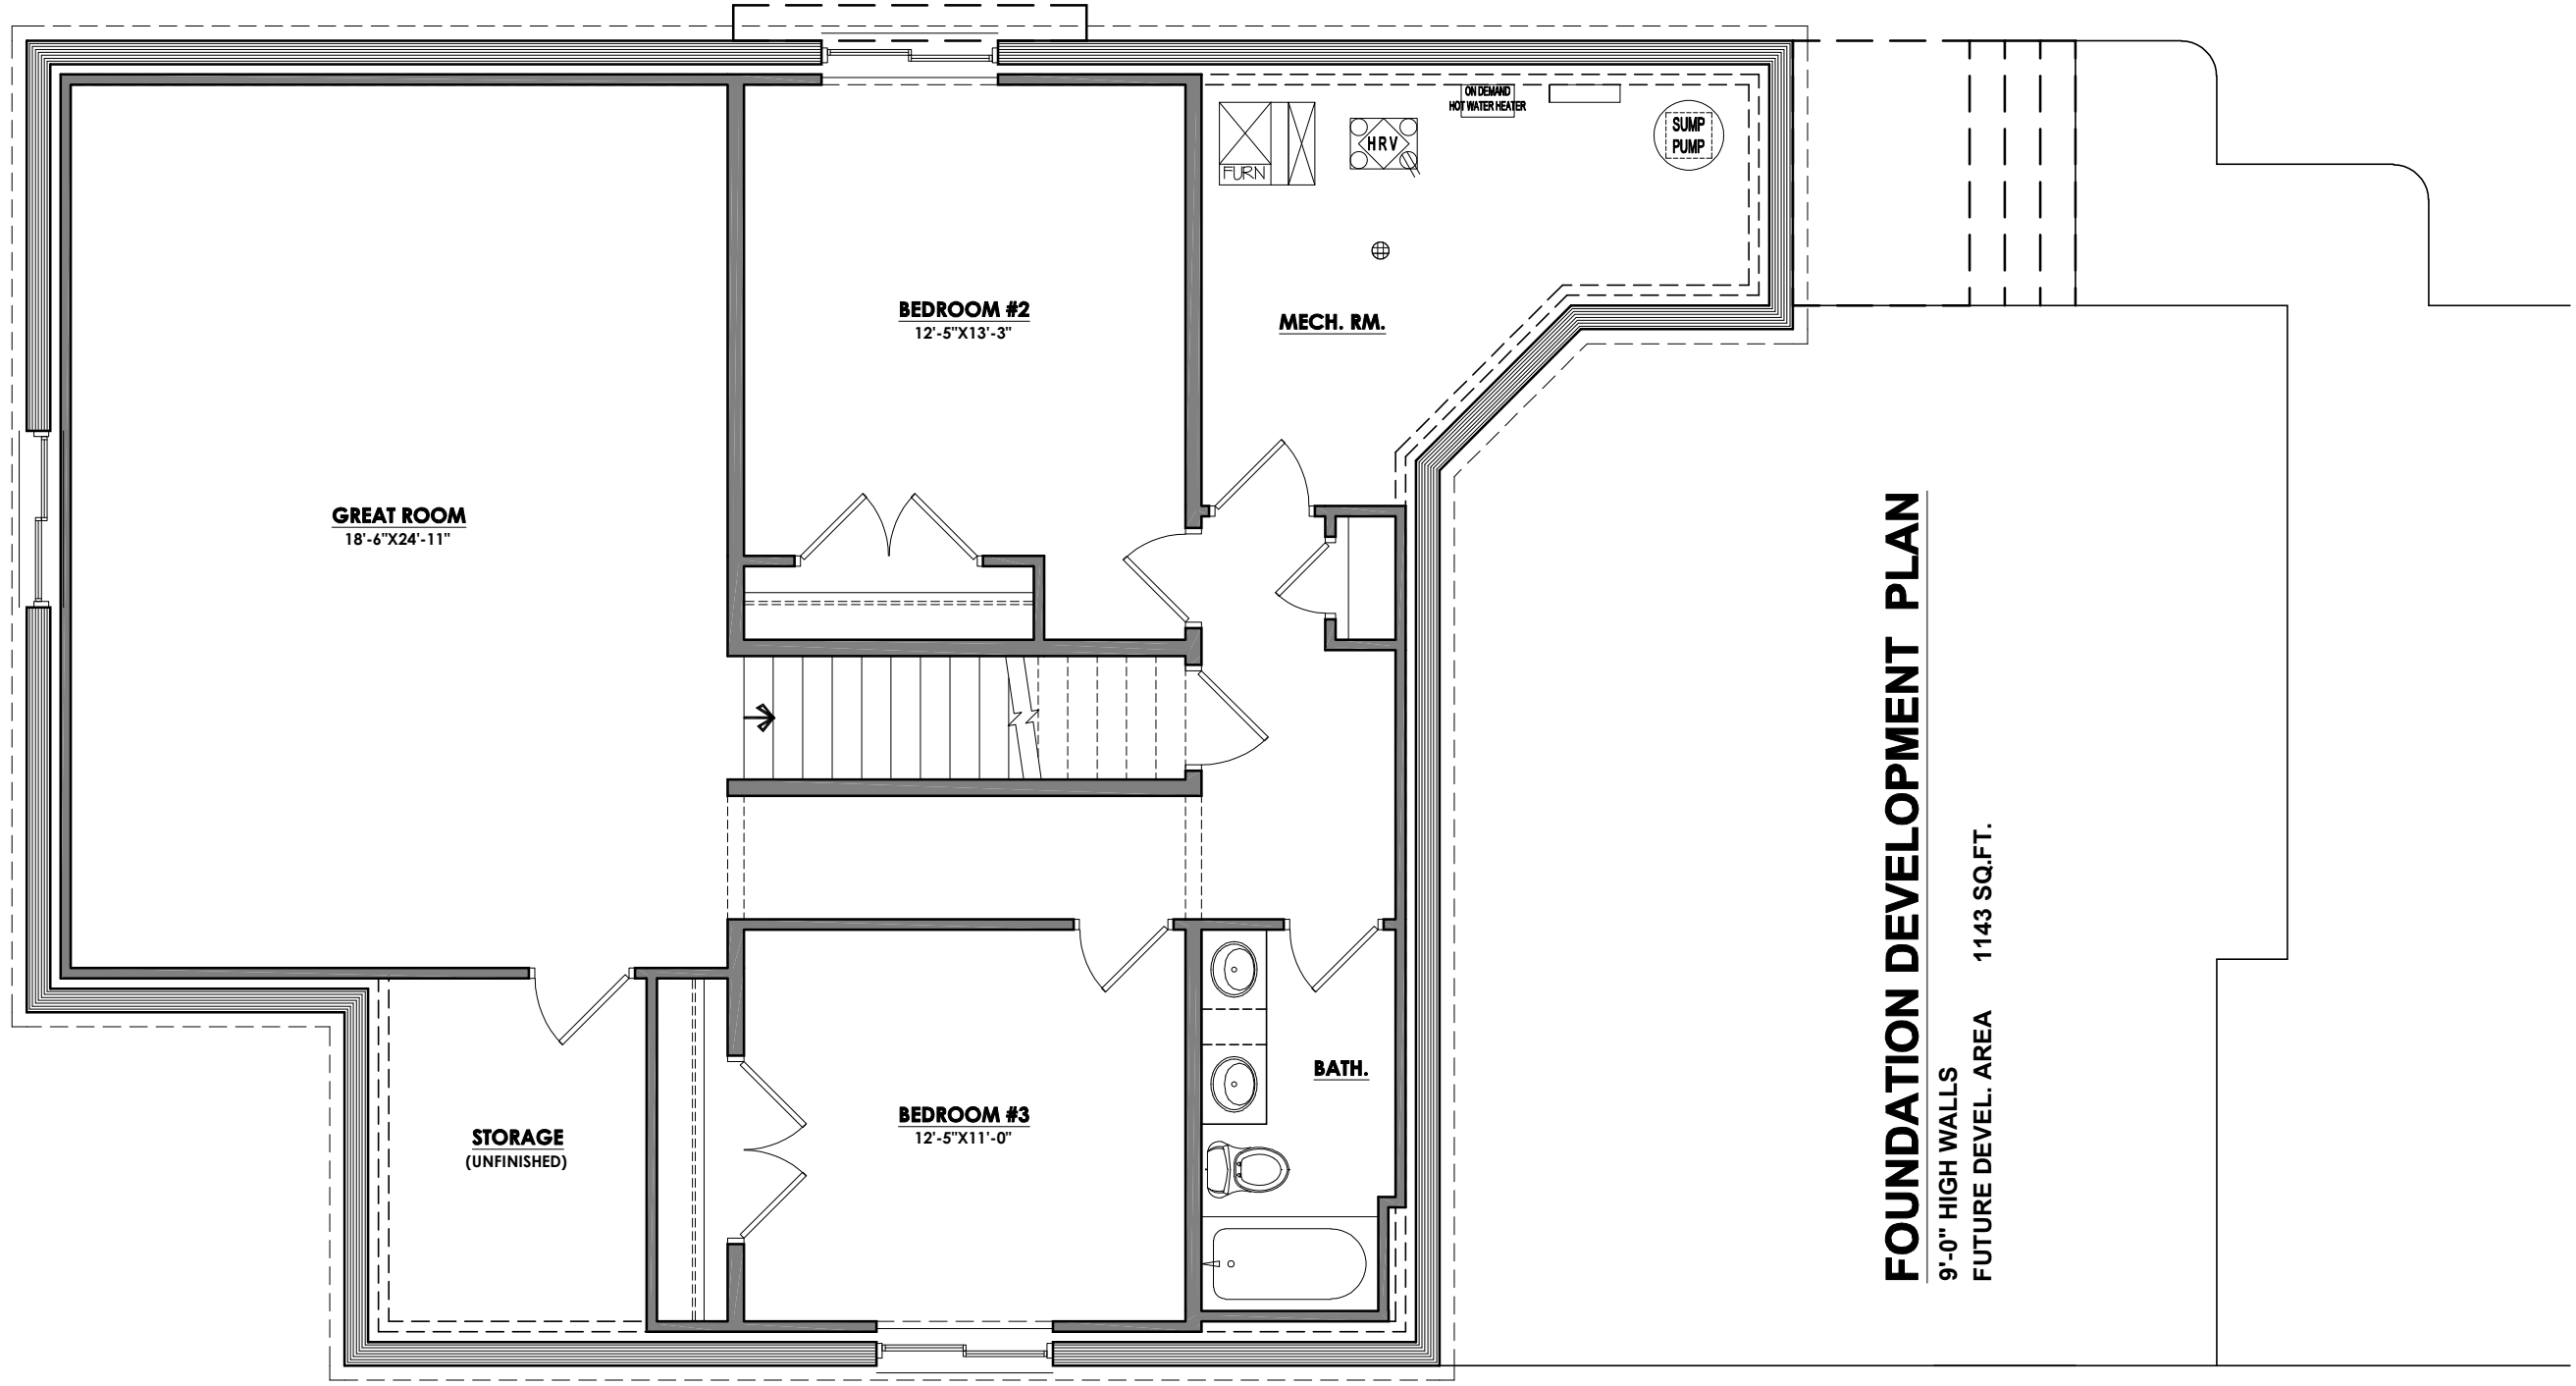 ON DEMAND
HOT WATER HEATER
SUMP
PUMP
HRV
FURN
BEDROOM #2
12'-5"X13'-3"
MECH. RM.
GREAT ROOM
18'-6"X24'-11"
BATH.
BEDROOM #3
12'-5"X11'-0"
STORAGE
(UNFINISHED)
FOUNDATION DEVELOPMENT PLAN
9'-0" HIGH WALLS
FUTURE DEVEL. AREA 1143 SQ.FT.